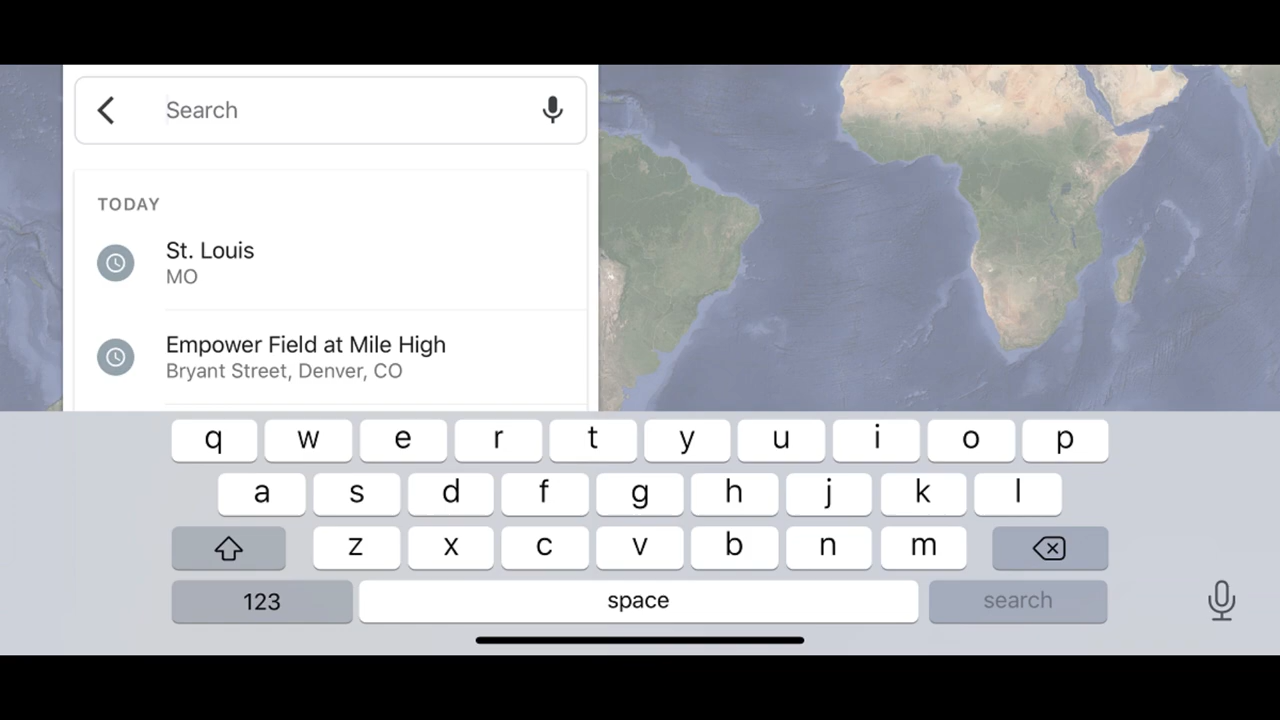 Search
TODAY
St. Louis
MO
Empower Field at Mile High
Bryant Street, Denver, CO
q w e r t y u i o p
a s d f g h j k l
z x c v b n m
123 space search